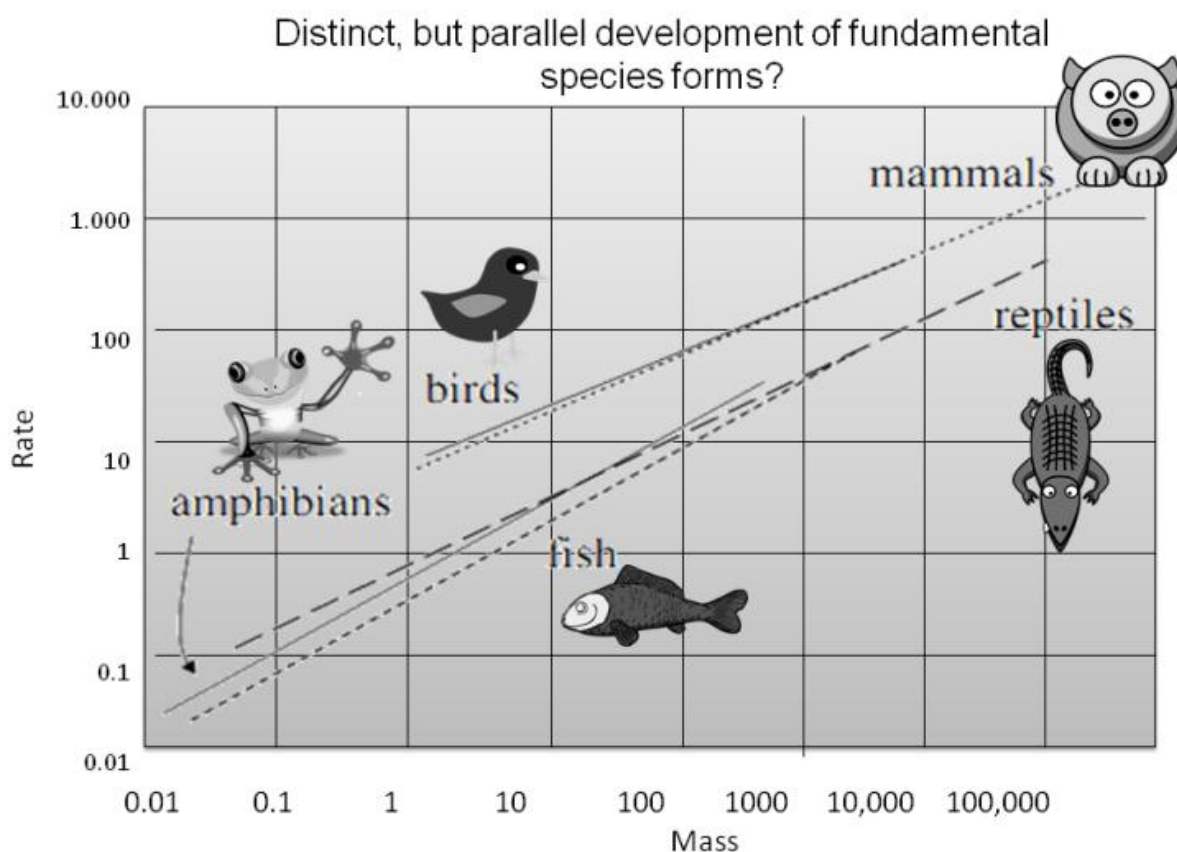 Distinct, but parallel development of fundamental
species forms?
10.000
mammals
1.000
reptiles
100
birds
Rate
10
amphibians
1
fish
0.1
0.01
0.01 0.1 1 10 100 1000 10,000 100,000
Mass